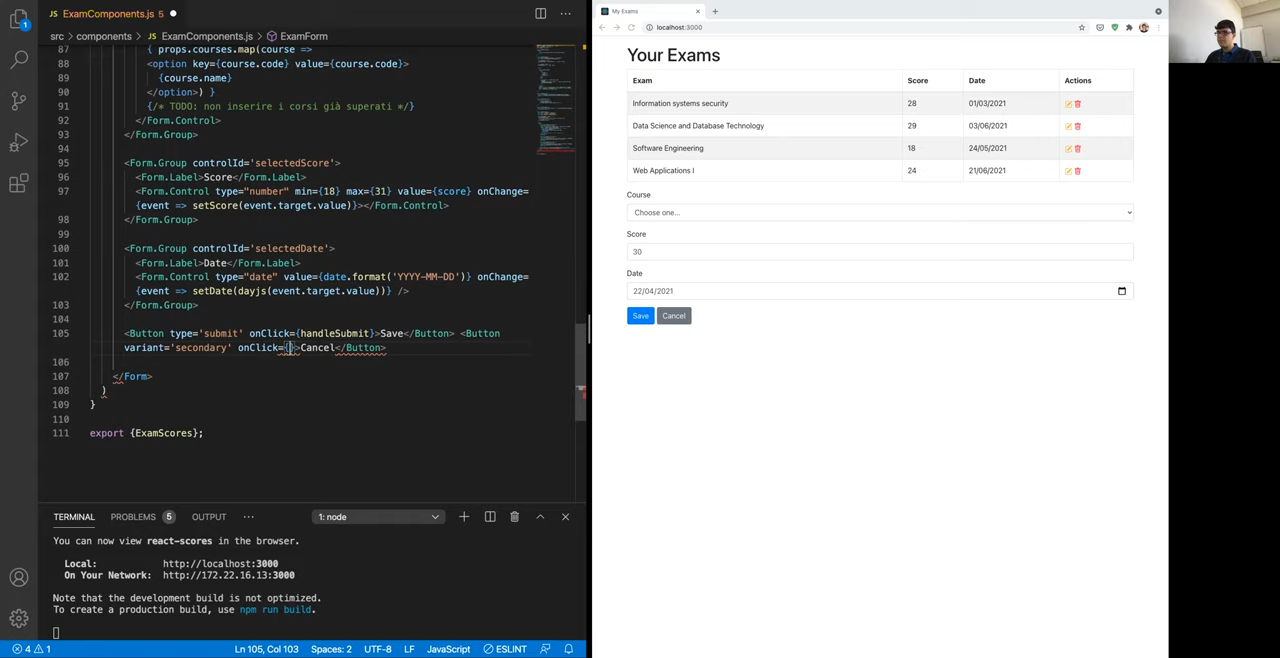 ExamComponents.js 5
src > components > JS ExamComponents.js > ExamForm
87 { props.courses.map(course =>
88 <option key={course.code} value={course.code}>
89 {course.name}
90 </option>) }
91 {/* TODO: non inserire i corsi già superati */}
92 </Form.Control>
93 </Form.Group>
94
95 <Form.Group controlId='selectedScore'>
96 <Form.Label>Score</Form.Label>
97 <Form.Control type="number" min={18} max={31} value={score} onChange=
{event => setScore(event.target.value)}></Form.Control>
98 </Form.Group>
99
100 <Form.Group controlId='selectedDate'>
101 <Form.Label>Date</Form.Label>
102 <Form.Control type="date" value={date.format('YYYY-MM-DD')} onChange=
{event => setDate(dayjs(event.target.value))} />
103 </Form.Group>
104
105 <Button type='submit' onClick={handleSubmit}>Save</Button> <Button
variant='secondary' onClick={}>Cancel</Button>
106
107 </Form>
108 )
109 }
110
111 export {ExamScores};
TERMINAL PROBLEMS 5 OUTPUT ··· 1: node
You can now view react-scores in the browser.
Local: http://localhost:3000
On Your Network: http://172.22.16.13:3000
Note that the development build is not optimized.
To create a production build, use npm run build.
4 1 Ln 105, Col 103 Spaces: 2 UTF-8 LF JavaScript ESLINT
My Exams
localhost:3000
Your Exams
Exam Score Date Actions
Information systems security 28 01/03/2021
Data Science and Database Technology 29 03/06/2021
Software Engineering 18 24/05/2021
Web Applications I 24 21/06/2021
Course
Choose one...
Score
30
Date
22/04/2021
Save Cancel